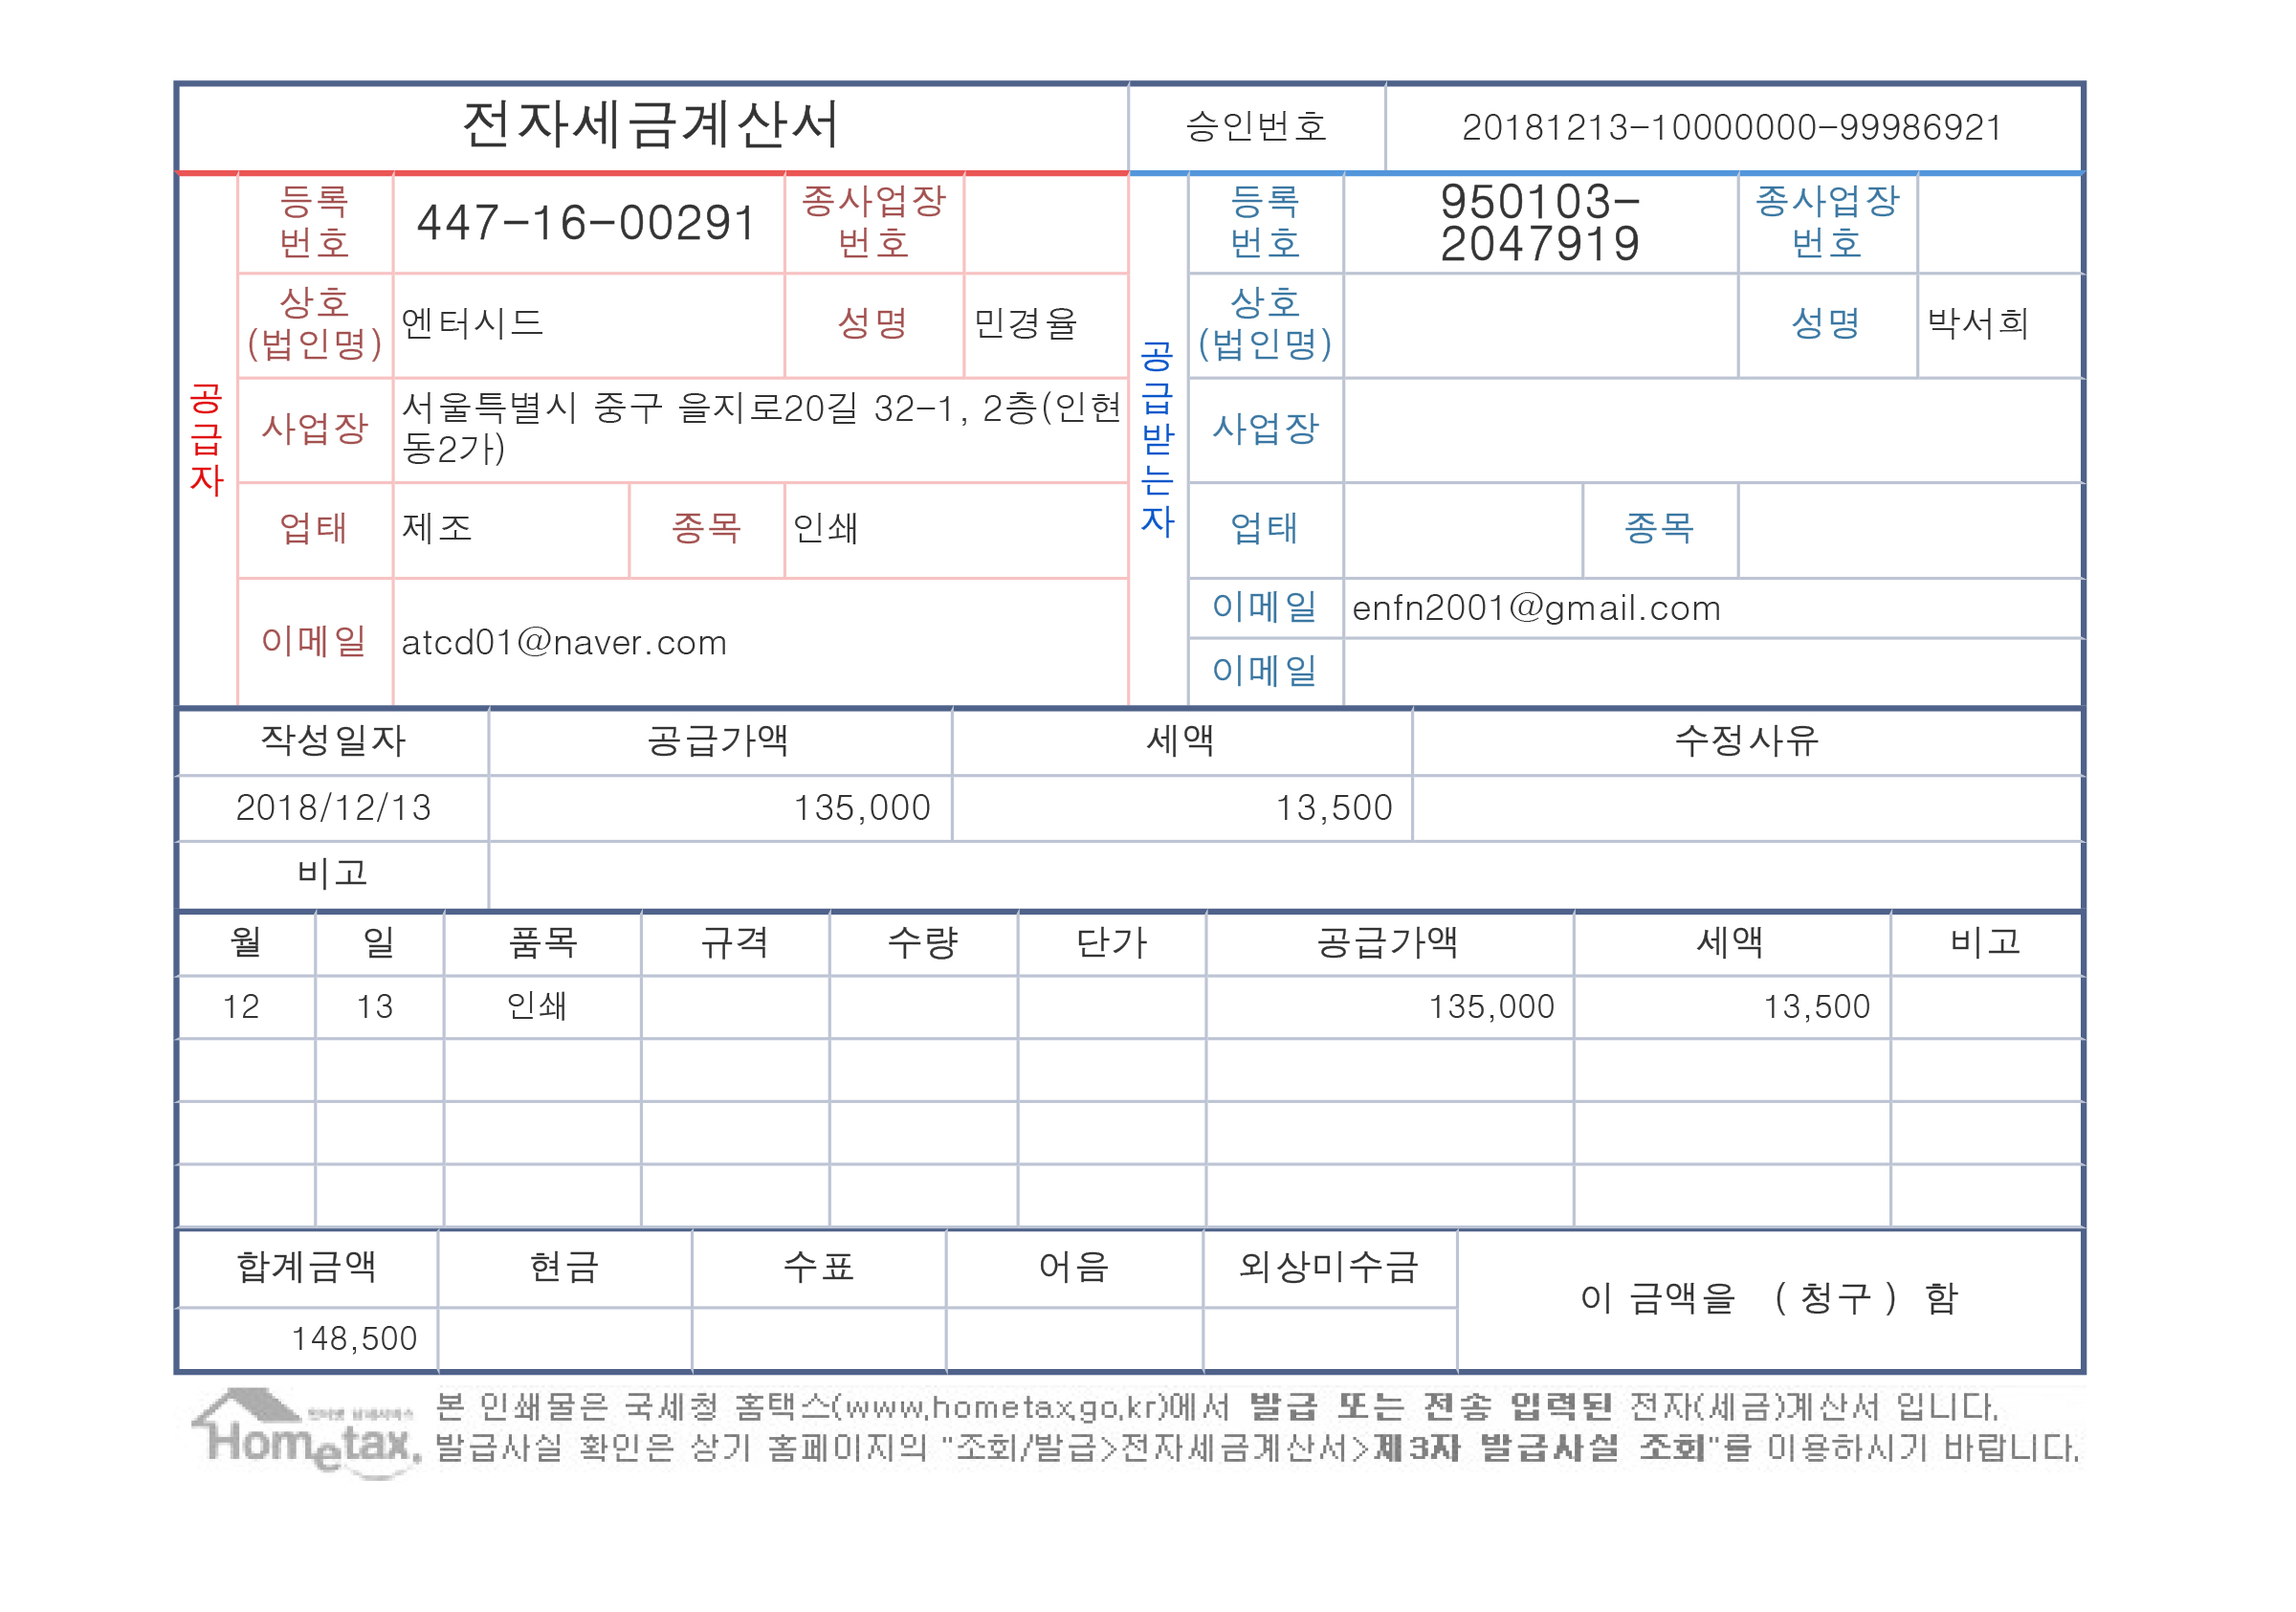 전자세금계산서 승인번호 20181213-10000000-99986921
공급자
등록번호 447-16-00291 종사업장번호
상호(법인명) 엔터시드 성명 민경율
사업장 서울특별시 중구 을지로20길 32-1, 2층(인현
동2가)
업태 제조 종목 인쇄
이메일 atcd01@naver.com
공급받는자
등록번호 950103-
2047919 종사업장번호
상호(법인명) 성명 박서희
사업장
업태 종목
이메일 enfn2001@gmail.com
이메일
작성일자 공급가액 세액 수정사유
2018/12/13 135,000 13,500
비고
월 일 품목 규격 수량 단가 공급가액 세액 비고
12 13 인쇄 135,000 13,500
합계금액 현금 수표 어음 외상미수금 이 금액을 ( 청구 ) 함
148,500
Hometax.
본 인쇄물은 국세청 홈택스(www.hometax.go.kr)에서 발급 또는 전송 입력된 전자(세금)계산서 입니다.
발급사실 확인은 상기 홈페이지의 "조회/발급>전자세금계산서>제3자 발급사실 조회"를 이용하시기 바랍니다.